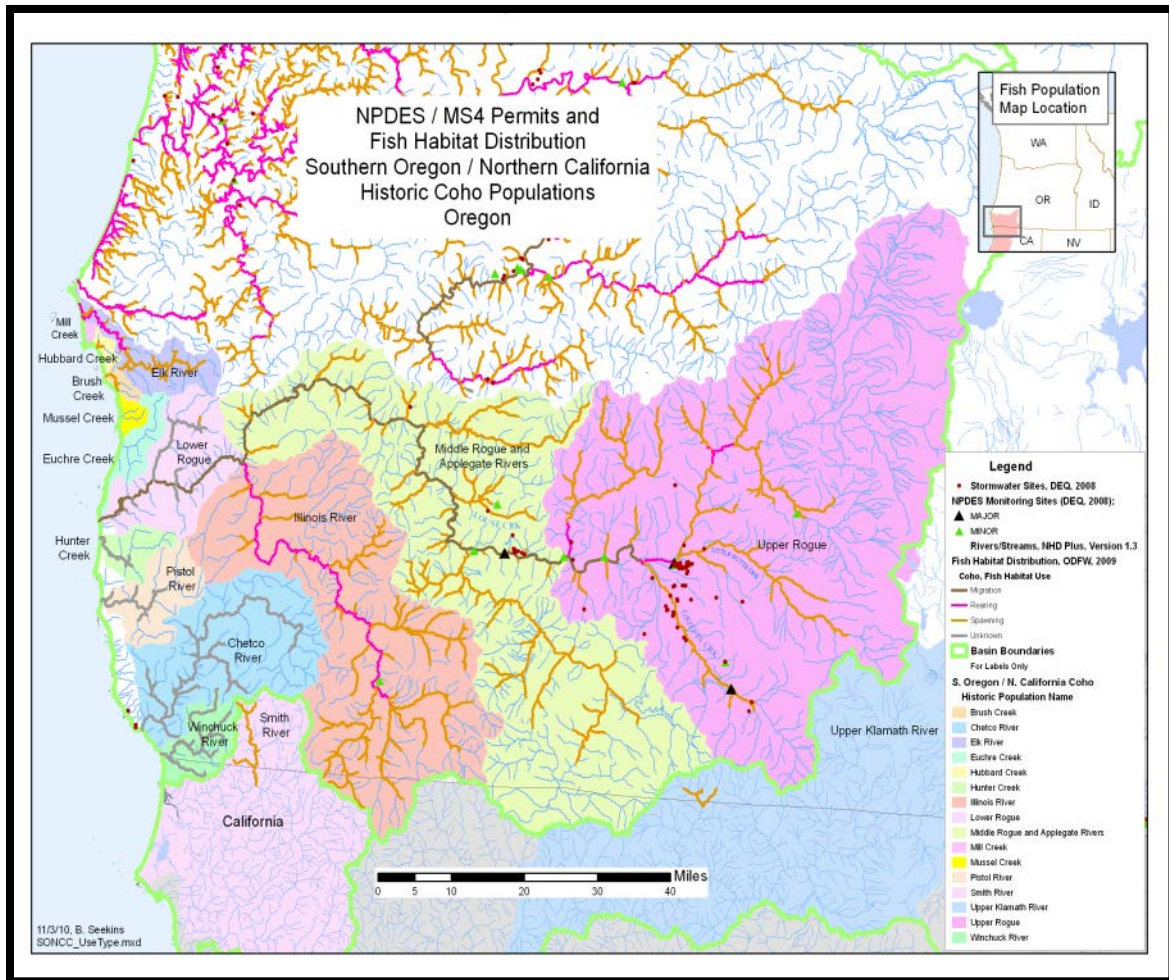 NPDES / MS4 Permits and
Fish Habitat Distribution
Southern Oregon / Northern California
Historic Coho Populations
Oregon
Fish Population
Map Location
WA
OR
ID
CA
NV
Mill
Creek
Hubbard Creek
Elk River
Brush
Creek
Mussel Creek
Euchre Creek
Lower
Rogue
Middle Rogue and
Applegate Rivers
Illinois River
Upper Rogue
Hunter
Creek
Pistol
River
Chetco
River
Winchuck
River
Smith
River
Upper Klamath River
California
LITTLE BUTTE CRK
Miles
0 5 10 20 30 40
11/3/10, B. Seekins
SONCC_UseType.mxd
Legend
Stormwater Sites, DEQ, 2008
NPDES Monitoring Sites (DEQ, 2008):
MAJOR
MINOR
Rivers/Streams, NHD Plus, Version 1.3
Fish Habitat Distribution, ODFW, 2009
Coho, Fish Habitat Use
Migration
Rearing
Spawning
Unknown
Basin Boundaries
For Labels Only
S. Oregon / N. California Coho
Historic Population Name
Brush Creek
Chetco River
Elk River
Euchre Creek
Hubbard Creek
Hunter Creek
Illinois River
Lower Rogue
Middle Rogue and Applegate Rivers
Mill Creek
Mussel Creek
Pistol River
Smith River
Upper Klamath River
Upper Rogue
Winchuck River